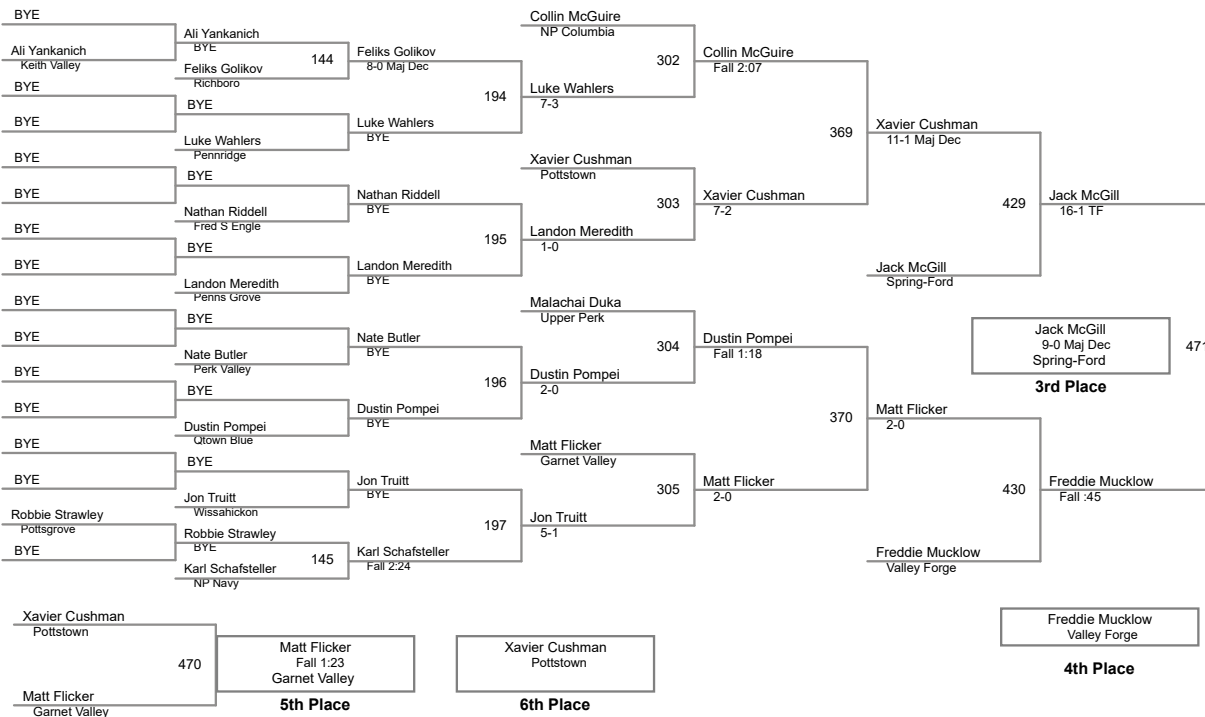 BYE
Ali Yankanich
Keith Valley
BYE
BYE
BYE
BYE
BYE
BYE
BYE
BYE
BYE
BYE
BYE
BYE
Robbie Strawley
Pottsgrove
BYE
Ali Yankanich
BYE
144
Feliks Golikov
Richboro
BYE
Luke Wahlers
Pennridge
BYE
Nathan Riddell
Fred S Engle
BYE
Landon Meredith
Penns Grove
BYE
Nate Butler
Perk Valley
BYE
Dustin Pompei
Qtown Blue
BYE
Jon Truitt
Wissahickon
Robbie Strawley
BYE
145
Karl Schafsteller
NP Navy
Feliks Golikov
8-0 Maj Dec
194
Luke Wahlers
BYE
Nathan Riddell
BYE
195
Landon Meredith
BYE
Nate Butler
BYE
196
Dustin Pompei
BYE
Jon Truitt
BYE
197
Karl Schafsteller
Fall 2:24
Collin McGuire
NP Columbia
302
Luke Wahlers
7-3
Xavier Cushman
Pottstown
303
Landon Meredith
1-0
Malachai Duka
Upper Perk
304
Dustin Pompei
2-0
Matt Flicker
Garnet Valley
305
Jon Truitt
5-1
Collin McGuire
Fall 2:07
369
Xavier Cushman
7-2
Dustin Pompei
Fall 1:18
370
Matt Flicker
2-0
Xavier Cushman
11-1 Maj Dec
429
Jack McGill
Spring-Ford
Matt Flicker
2-0
430
Freddie Mucklow
Valley Forge
Jack McGill
16-1 TF
Jack McGill
9-0 Maj Dec
Spring-Ford
471
3rd Place
Freddie Mucklow
Fall :45
Freddie Mucklow
Valley Forge
4th Place
Xavier Cushman
Pottstown
470
Matt Flicker
Garnet Valley
Matt Flicker
Fall 1:23
Garnet Valley
5th Place
Xavier Cushman
Pottstown
6th Place